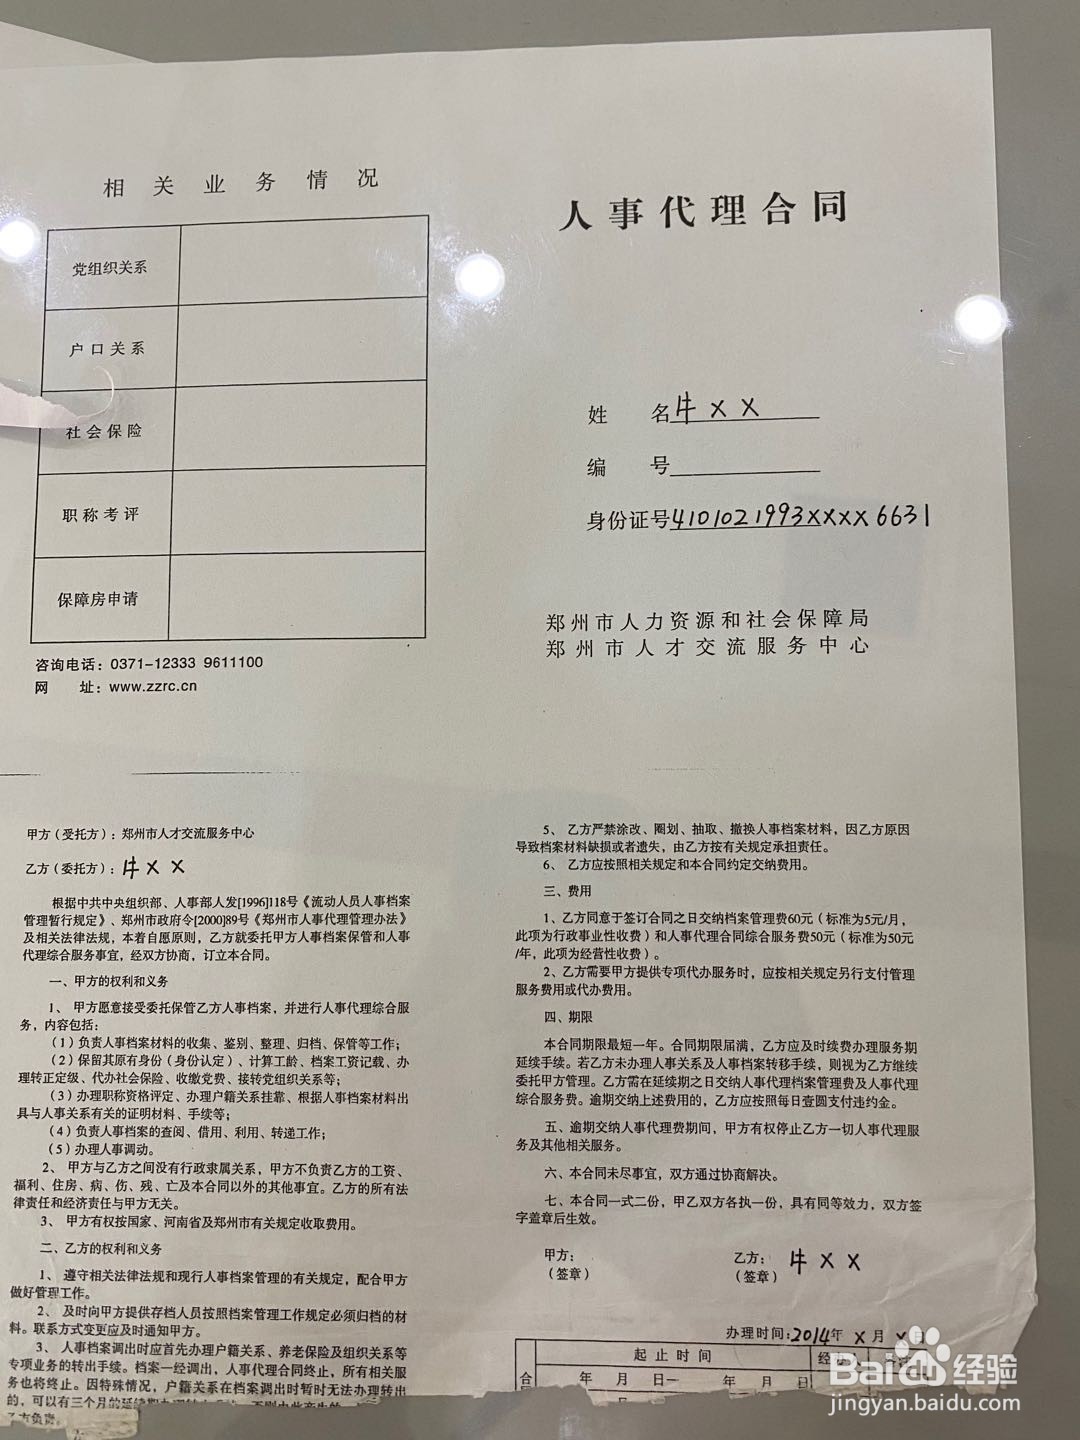 相关业务情况
党组织关系
户口关系
社会保险
职称考评
保障房申请
咨询电话：0371-12333 9611100
网 址：www.zzrc.cn
人事代理合同
姓 名牛XX
编 号
身份证号4101021993XXXX6631
郑州市人力资源和社会保障局
郑州市人才交流服务中心
甲方（受托方）：郑州市人才交流服务中心
乙方（委托方）：牛XX
根据中共中央组织部、人事部人发[1996]118号《流动人员人事档案
管理暂行规定》、郑州市政府令[2000]89号《郑州市人事代理管理办法》
及相关法律法规，本着自愿原则，乙方就委托甲方人事档案保管和人事
代理综合服务事宜，经双方协商，订立本合同。
一、甲方的权利和义务
1、 甲方愿意接受委托保管乙方人事档案，并进行人事代理综合服
务，内容包括：
（1）负责人事档案材料的收集、鉴别、整理、归档、保管等工作；
（2）保留其原有身份（身份认定）、计算工龄、档案工资记载、办
理转正定级、代办社会保险、收缴党费、接转党组织关系等；
（3）办理职称资格评定、办理户籍关系挂靠、根据人事档案材料出
具与人事关系有关的证明材料、手续等；
（4）负责人事档案的查阅、借用、利用、转递工作；
（5）办理人事调动。
2、 甲方与乙方之间没有行政隶属关系，甲方不负责乙方的工资、
福利、住房、病、伤、残、亡及本合同以外的其他事宜。乙方的所有法
律责任和经济责任与甲方无关。
3、 甲方有权按国家、河南省及郑州市有关规定收取费用。
二、乙方的权利和义务
1、 遵守相关法律法规和现行人事档案管理的有关规定，配合甲方
做好管理工作。
2、 及时向甲方提供存档人员按照档案管理工作规定必须归档的材
料。联系方式变更应及时通知甲方。
3、 人事档案调出时应首先办理户籍关系、养老保险及组织关系等
专项业务的转出手续。档案一经调出，人事代理合同终止，所有相关服
务也将终止。因特殊情况，户籍关系在档案调出时暂时无法办理转出
的，可以有三个月的延续期
乙方负责。
5、 乙方严禁涂改、圈划、抽取、撤换人事档案材料，因乙方原因
导致档案材料缺损或者遗失，由乙方按有关规定承担责任。
6、 乙方应按照相关规定和本合同约定交纳费用。
三、费用
1、乙方同意于签订合同之日交纳档案管理费60元（标准为5元/月，
此项为行政事业性收费）和人事代理合同综合服务费50元（标准为50元
/年，此项为经营性收费）。
2、乙方需要甲方提供专项代办服务时，应按相关规定另行支付管理
服务费用或代办费用。
四、期限
本合同期限最短一年。合同期限届满，乙方应及时续费办理服务期
延续手续。若乙方未办理人事关系及人事档案转移手续，则视为乙方继续
委托甲方管理。乙方需在延续期之日交纳人事代理档案管理费及人事代理
综合服务费。逾期交纳上述费用的，乙方应按照每日壹圆支付违约金。
五、逾期交纳人事代理费期间，甲方有权停止乙方一切人事代理服
务及其他相关服务。
六、本合同未尽事宜，双方通过协商解决。
七、本合同一式二份，甲乙双方各执一份，具有同等效力，双方签
字盖章后生效。
甲方：
（签章）
乙方：牛XX
（签章）
办理时间：2014年X月X日
起止时间
经
合
年 月 日一 年 月 日
Baidu经验
jingyan.baidu.com